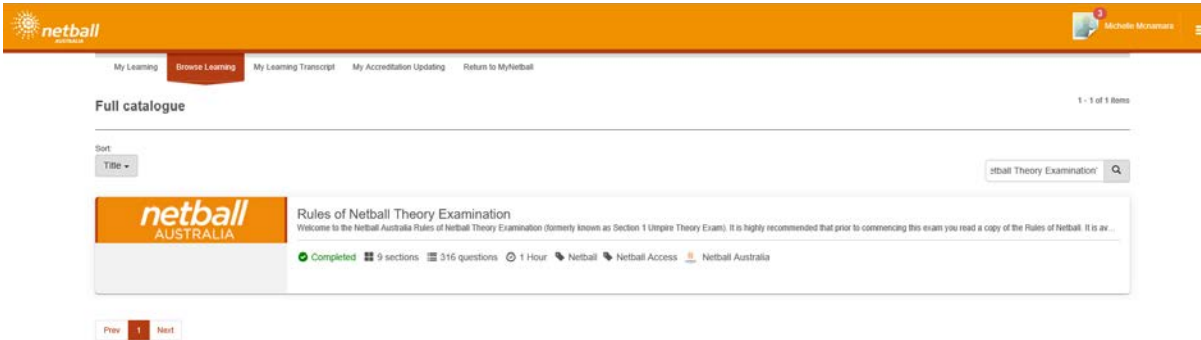 netball
AUSTRALIA
3
Michelle Mcnamara
My Learning Browse Learning My Learning Transcript My Accreditation Updating Return to MyNetball
Full catalogue
1 - 1 of 1 items
Sort:
Title
etball Theory Examination'
netball
AUSTRALIA
Rules of Netball Theory Examination
Welcome to the Netball Australia Rules of Netball Theory Examination (formerly known as Section 1 Umpire Theory Exam). It is highly recommended that prior to commencing this exam you read a copy of the Rules of Netball. It is av...
Completed 9 sections 316 questions 1 Hour Netball Netball Access Netball Australia
Prev 1 Next